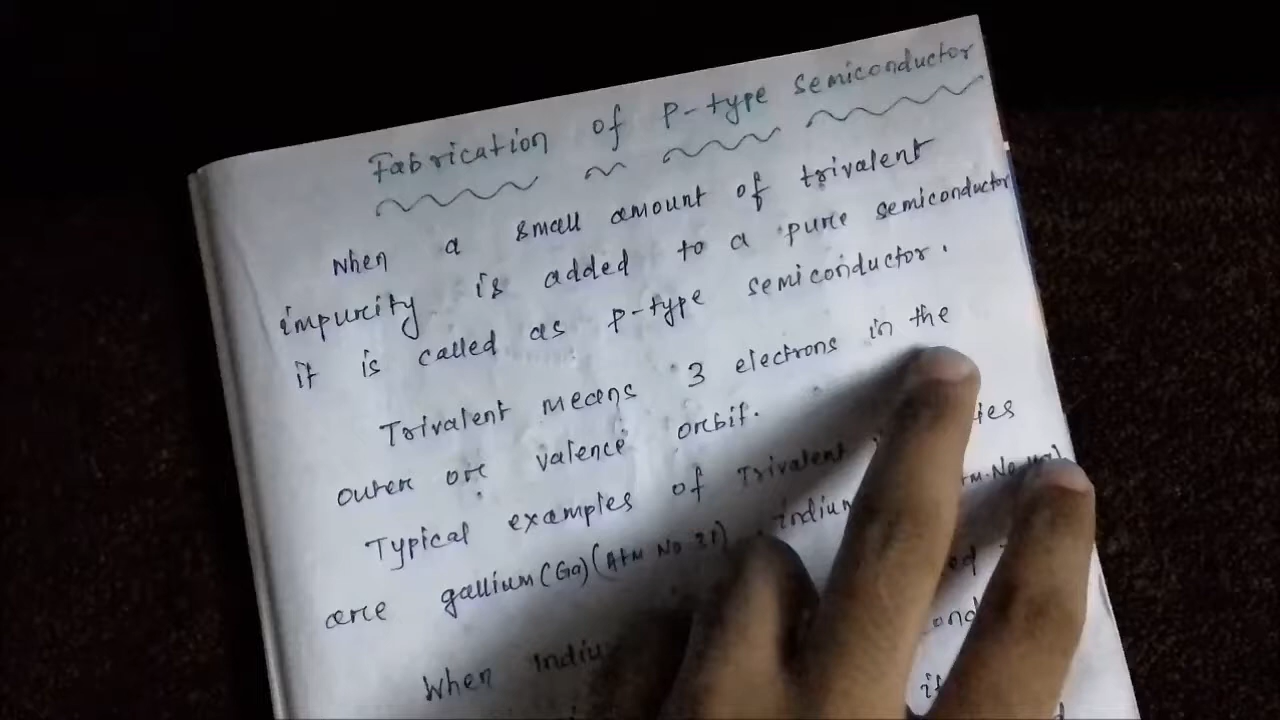 Fabrication of P-type semiconductor
When a small amount of trivalent
impurity is added to a pure semiconductor
it is called as P-type semiconductor.
Trivalent means 3 electrons in the
outer or valence orbit.
Typical examples of Trivalent
are gallium(Ga)(Atm No 31), indium
When Indiu